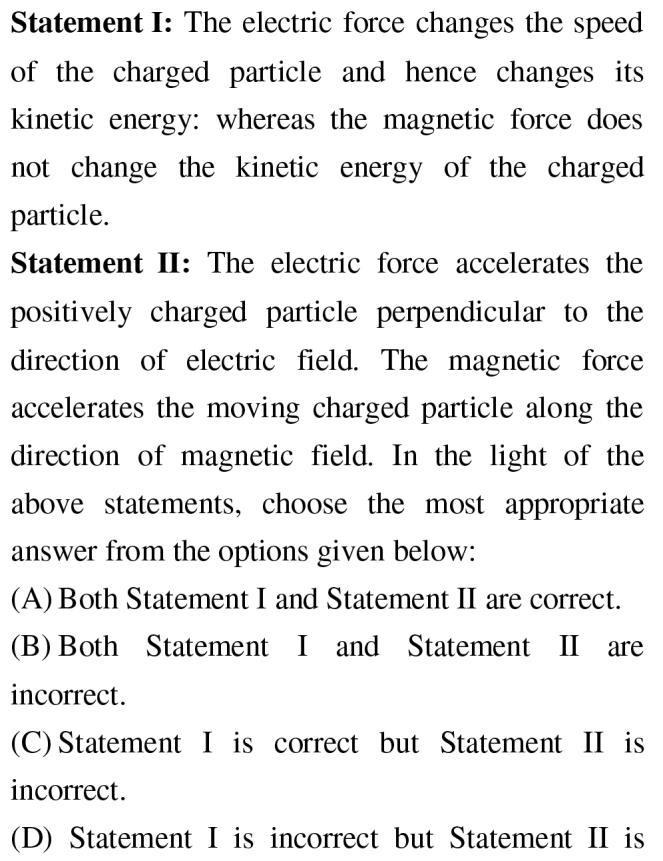 Statement I: The electric force changes the speed
of the charged particle and hence changes its
kinetic energy: whereas the magnetic force does
not change the kinetic energy of the charged
particle.
Statement II: The electric force accelerates the
positively charged particle perpendicular to the
direction of electric field. The magnetic force
accelerates the moving charged particle along the
direction of magnetic field. In the light of the
above statements, choose the most appropriate
answer from the options given below:
(A) Both Statement I and Statement II are correct.
(B) Both Statement I and Statement II are
incorrect.
(C) Statement I is correct but Statement II is
incorrect.
(D) Statement I is incorrect but Statement II is